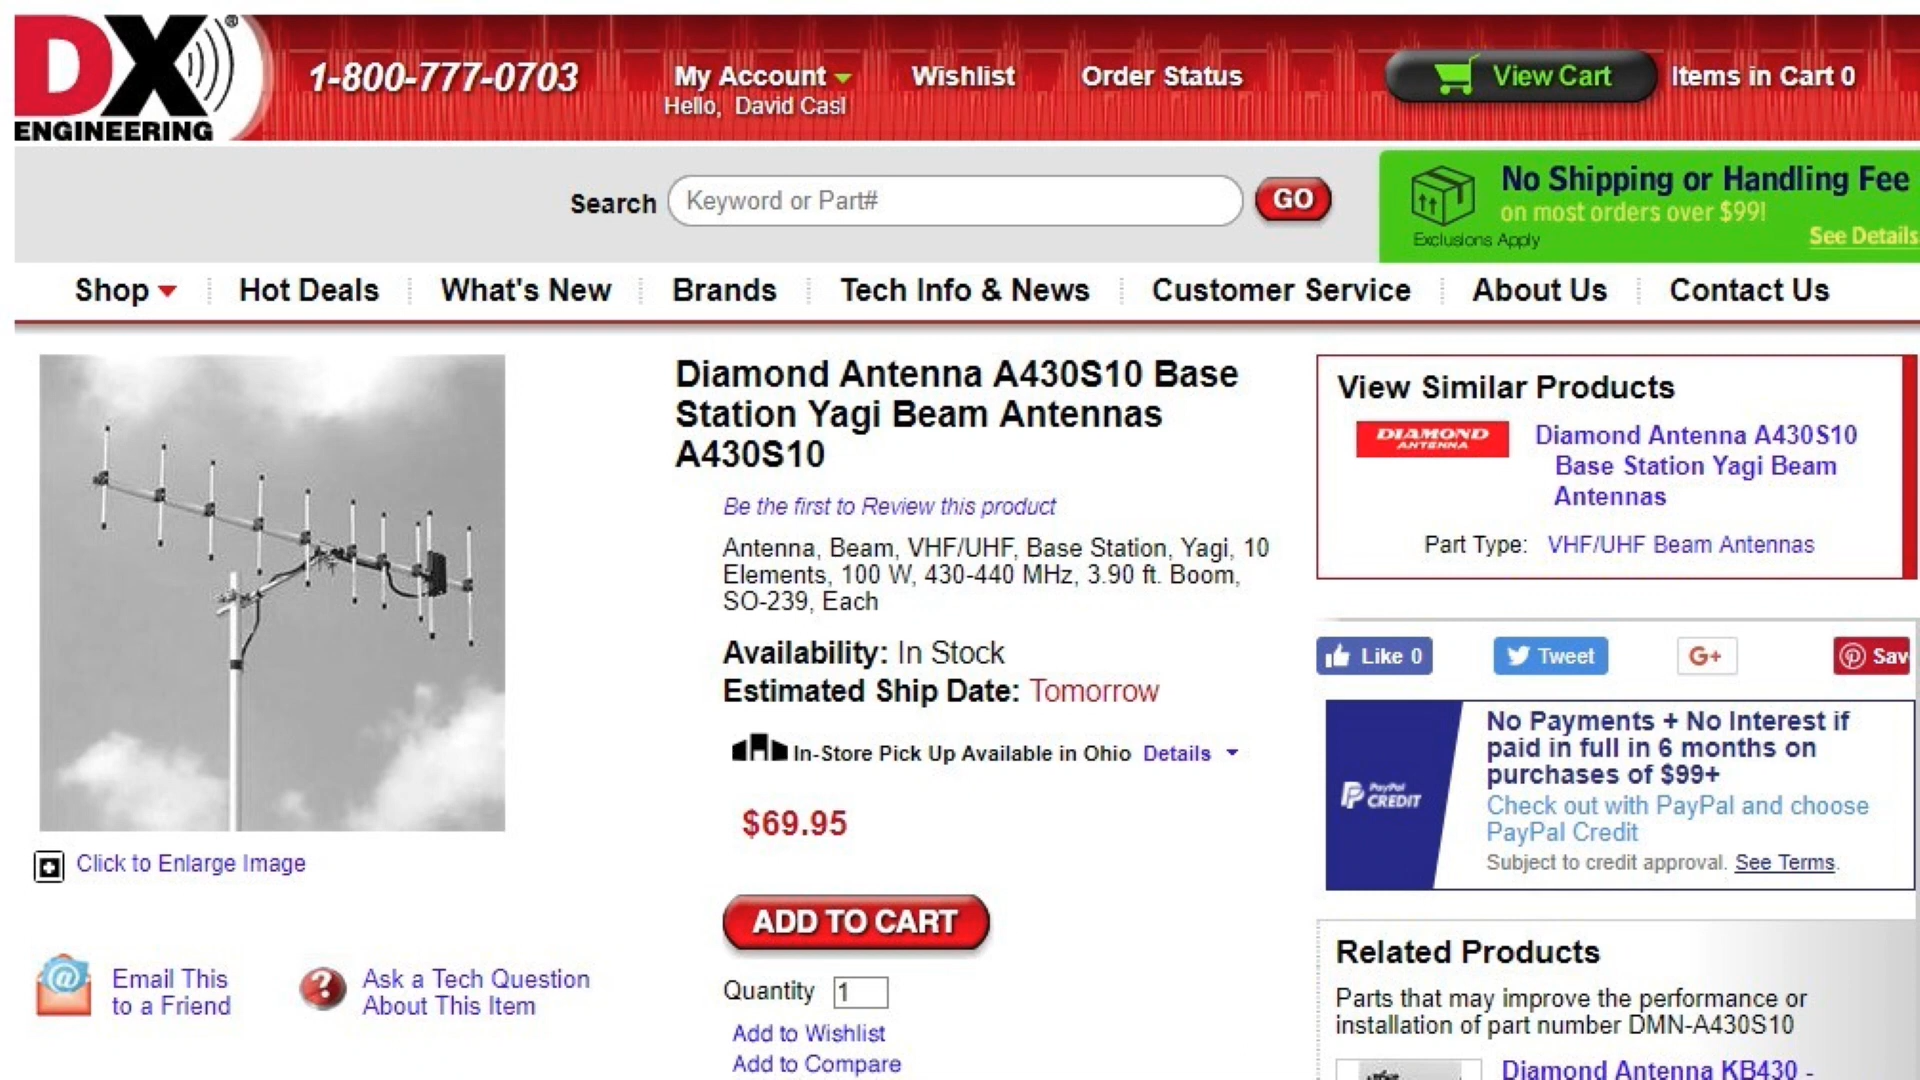 DX®
ENGINEERING
1-800-777-0703
My Account
Hello, David Casl
Wishlist
Order Status
View Cart
Items in Cart 0
Search
Keyword or Part#
GO
No Shipping or Handling Fee
on most orders over $99!
Exclusions Apply
See Details
Shop
Hot Deals
What's New
Brands
Tech Info & News
Customer Service
About Us
Contact Us
Diamond Antenna A430S10 Base
Station Yagi Beam Antennas
A430S10
Be the first to Review this product
Antenna, Beam, VHF/UHF, Base Station, Yagi, 10
Elements, 100 W, 430-440 MHz, 3.90 ft. Boom,
SO-239, Each
Availability: In Stock
Estimated Ship Date: Tomorrow
In-Store Pick Up Available in Ohio Details
$69.95
ADD TO CART
Quantity 1
Add to Wishlist
Add to Compare
Click to Enlarge Image
Email This
to a Friend
Ask a Tech Question
About This Item
View Similar Products
DIAMOND
ANTENNA
Diamond Antenna A430S10
Base Station Yagi Beam
Antennas
Part Type: VHF/UHF Beam Antennas
Like 0
Tweet
G+
Sav
PayPal
CREDIT
No Payments + No Interest if
paid in full in 6 months on
purchases of $99+
Check out with PayPal and choose
PayPal Credit
Subject to credit approval. See Terms.
Related Products
Parts that may improve the performance or
installation of part number DMN-A430S10
Diamond Antenna KB430 -